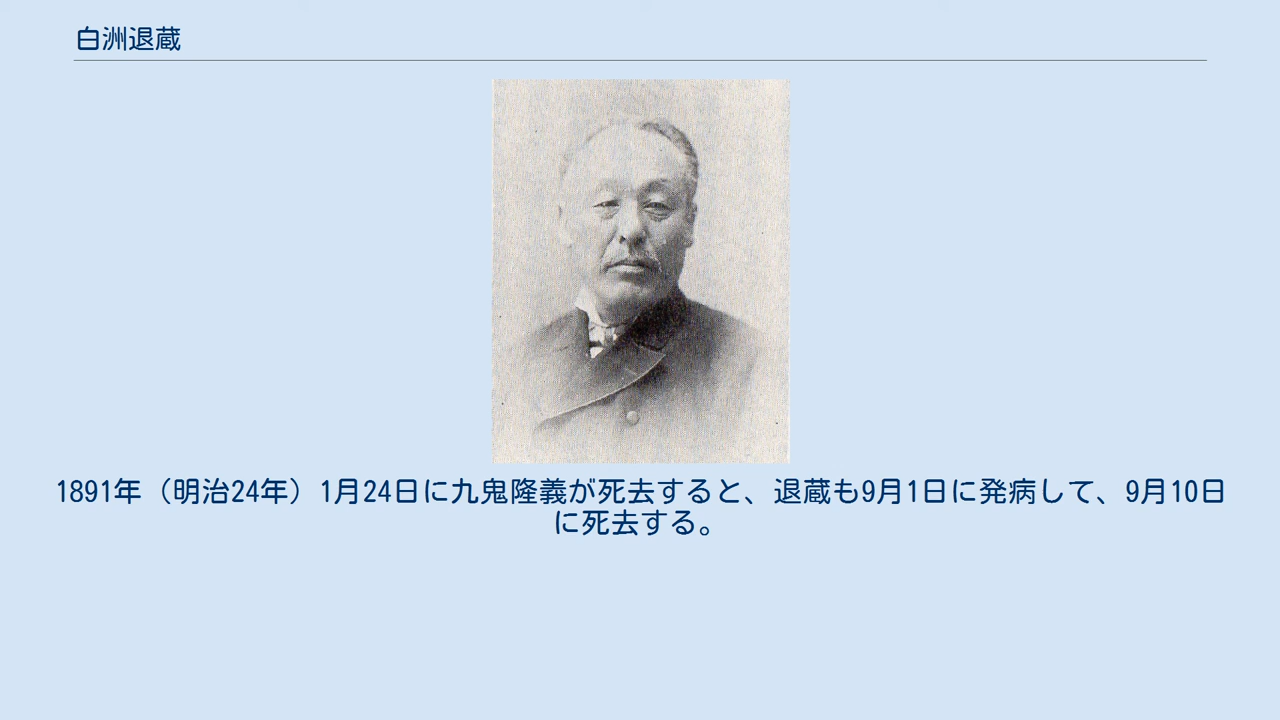 白洲退蔵
1891年（明治24年）1月24日に九鬼隆義が死去すると、退蔵も9月1日に発病して、9月10日
に死去する。